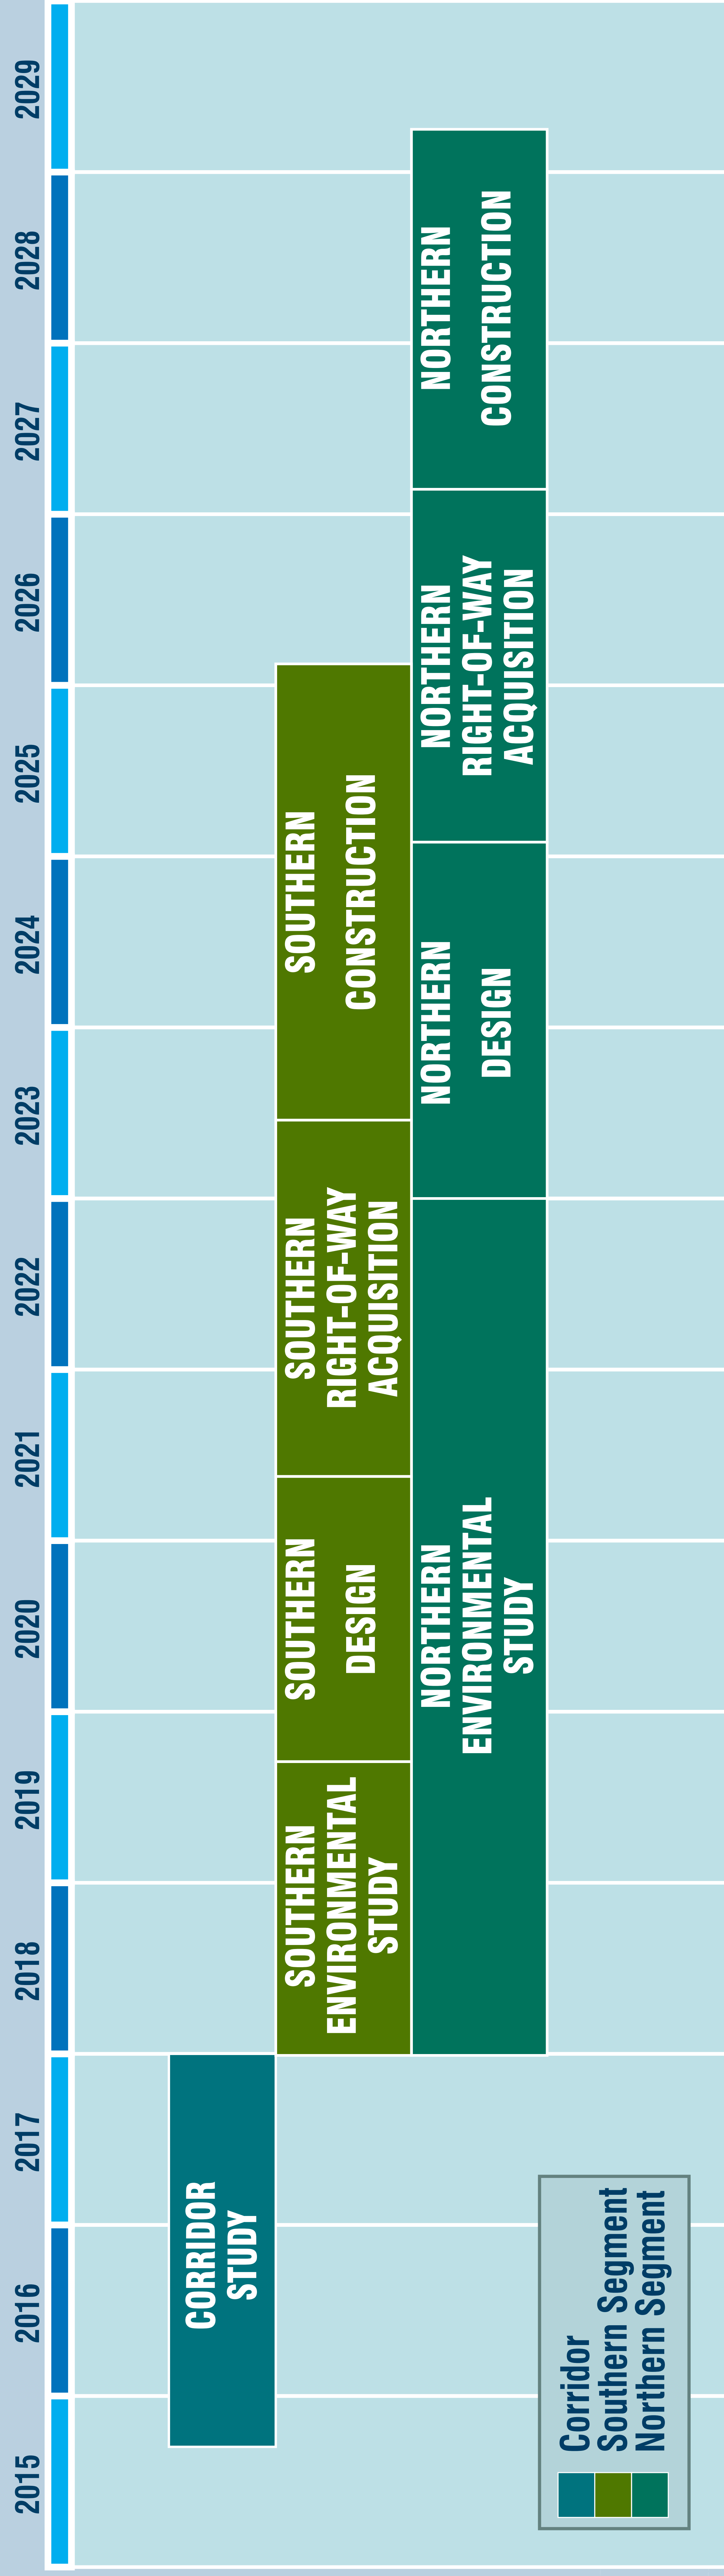 2015
2016
2017
2018
2019
2020
2021
2022
2023
2024
2025
2026
2027
2028
2029
CORRIDOR
STUDY
SOUTHERN
ENVIRONMENTAL
STUDY
SOUTHERN
DESIGN
SOUTHERN
RIGHT-OF-WAY
ACQUISITION
SOUTHERN
CONSTRUCTION
NORTHERN
ENVIRONMENTAL
STUDY
NORTHERN
DESIGN
NORTHERN
RIGHT-OF-WAY
ACQUISITION
NORTHERN
CONSTRUCTION
Corridor
Southern Segment
Northern Segment